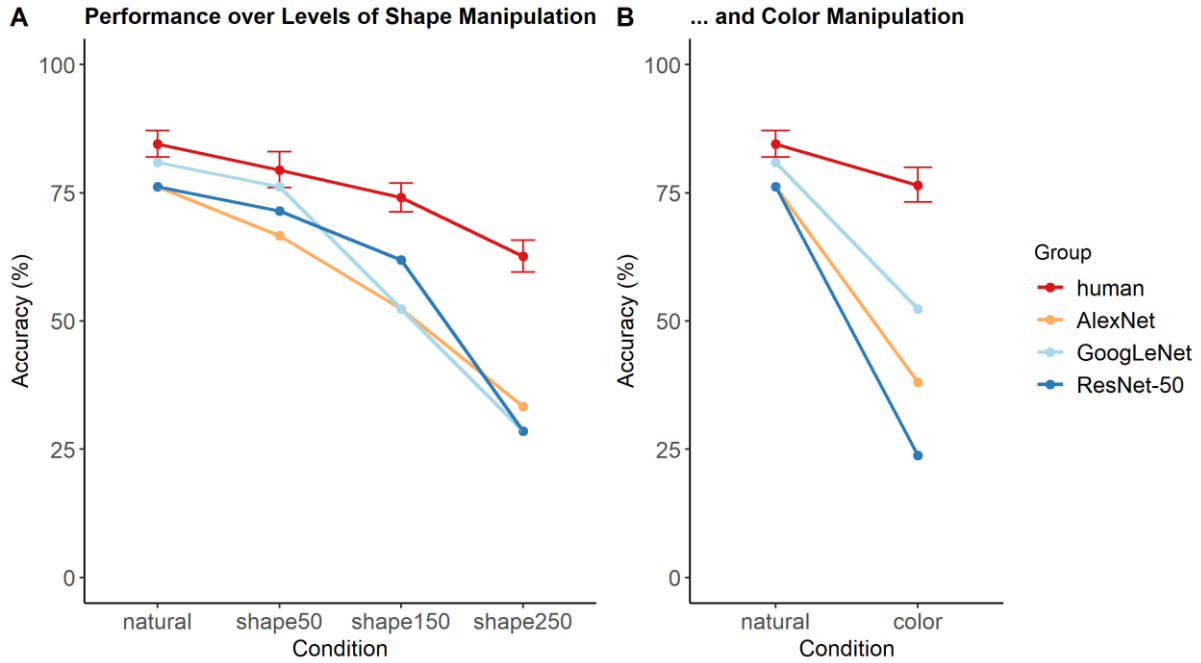 A Performance over Levels of Shape Manipulation
Accuracy (%)
100
75
50
25
0
natural shape50 shape150 shape250
Condition
B ... and Color Manipulation
Accuracy (%)
100
75
50
25
0
natural color
Condition
Group
human
AlexNet
GoogLeNet
ResNet-50